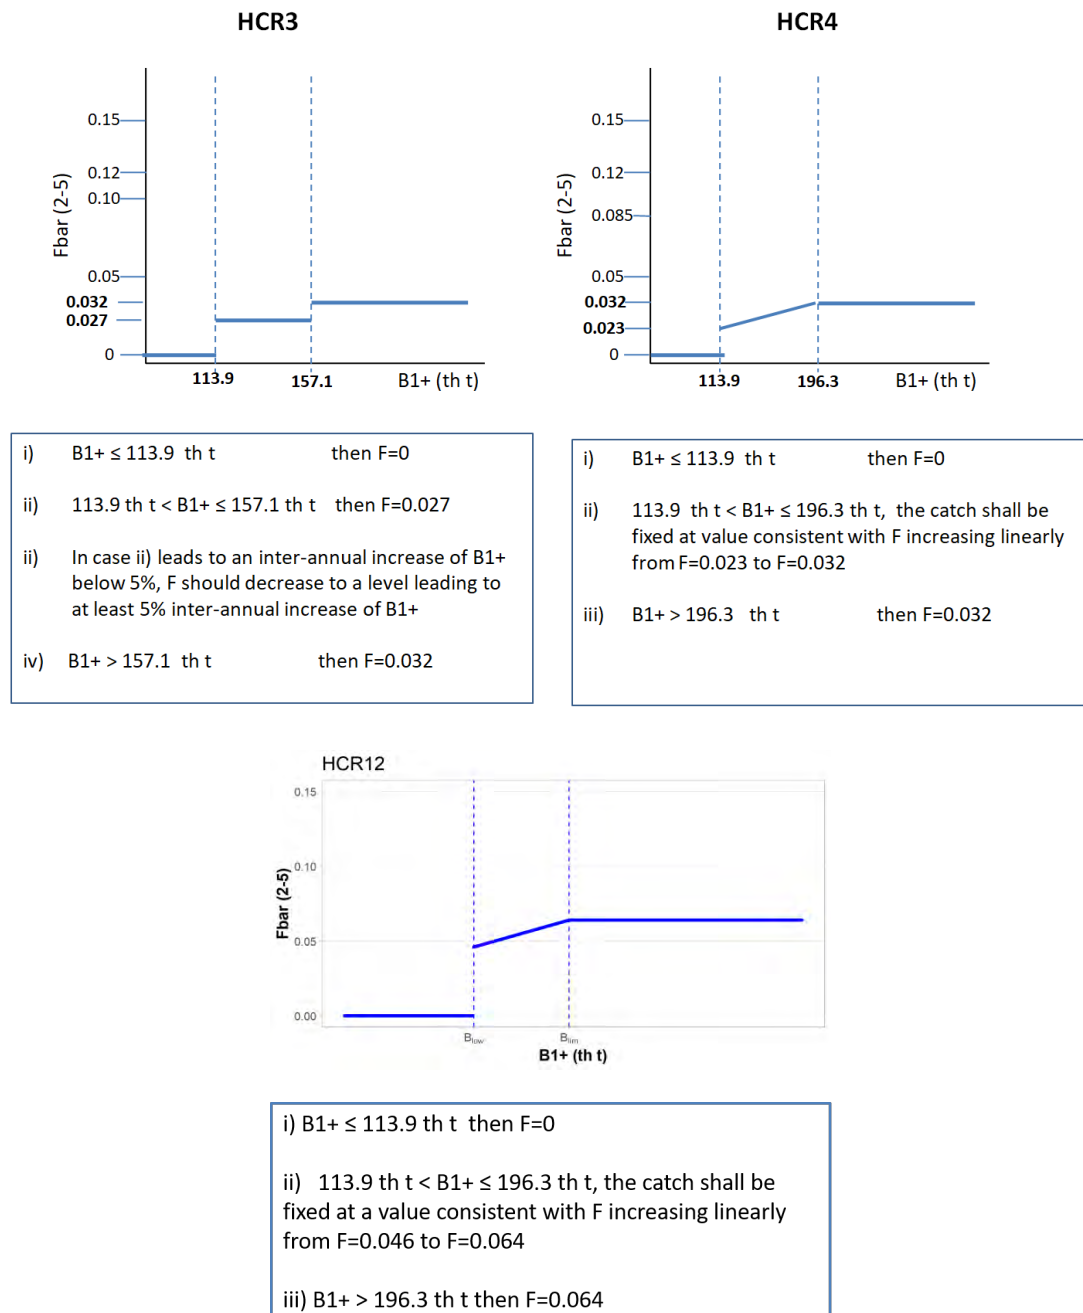 HCR3
0.15
0.12
0.10
0.05
0.032
0.027
0
Fbar (2-5)
113.9
157.1
B1+ (th t)
HCR4
0.15
0.12
0.085
0.05
0.032
0.023
0
Fbar (2-5)
113.9
196.3
B1+ (th t)
i) B1+ ≤ 113.9 th t then F=0
ii) 113.9 th t < B1+ ≤ 157.1 th t then F=0.027
ii) In case ii) leads to an inter-annual increase of B1+
below 5%, F should decrease to a level leading to
at least 5% inter-annual increase of B1+
iv) B1+ > 157.1 th t then F=0.032
i) B1+ ≤ 113.9 th t then F=0
ii) 113.9 th t < B1+ ≤ 196.3 th t, the catch shall be
fixed at value consistent with F increasing linearly
from F=0.023 to F=0.032
iii) B1+ > 196.3 th t then F=0.032
HCR12
0.15
0.10
0.05
0.00
Fbar (2-5)
Blow
Blim
B1+ (th t)
i) B1+ ≤ 113.9 th t then F=0
ii) 113.9 th t < B1+ ≤ 196.3 th t, the catch shall be
fixed at a value consistent with F increasing linearly
from F=0.046 to F=0.064
iii) B1+ > 196.3 th t then F=0.064